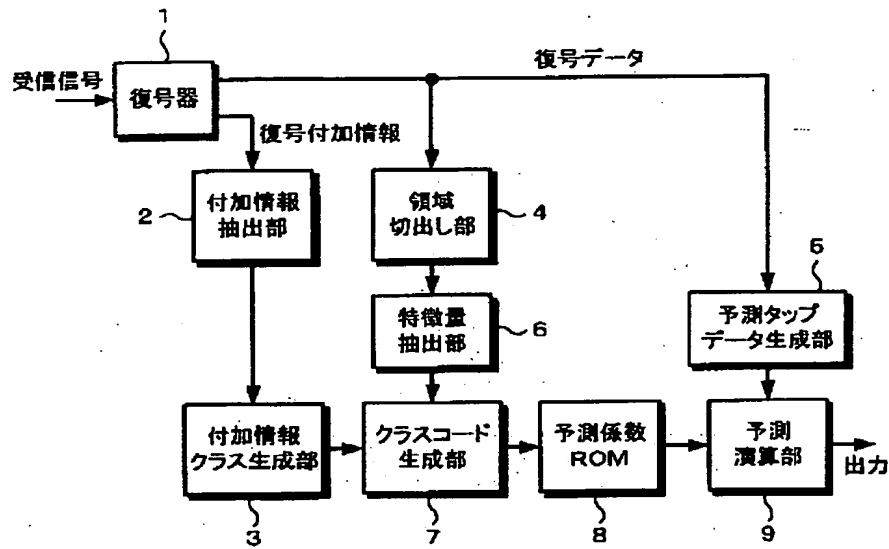 1
受信信号
復号器
復号データ
復号付加情報
2
付加情報
抽出部
領域
切出し部
4
5
特徴量
抽出部
6
予測タップ
データ生成部
付加情報
クラス生成部
クラスコード
生成部
予測係数
ROM
予測
演算部
出力
3
7
8
9